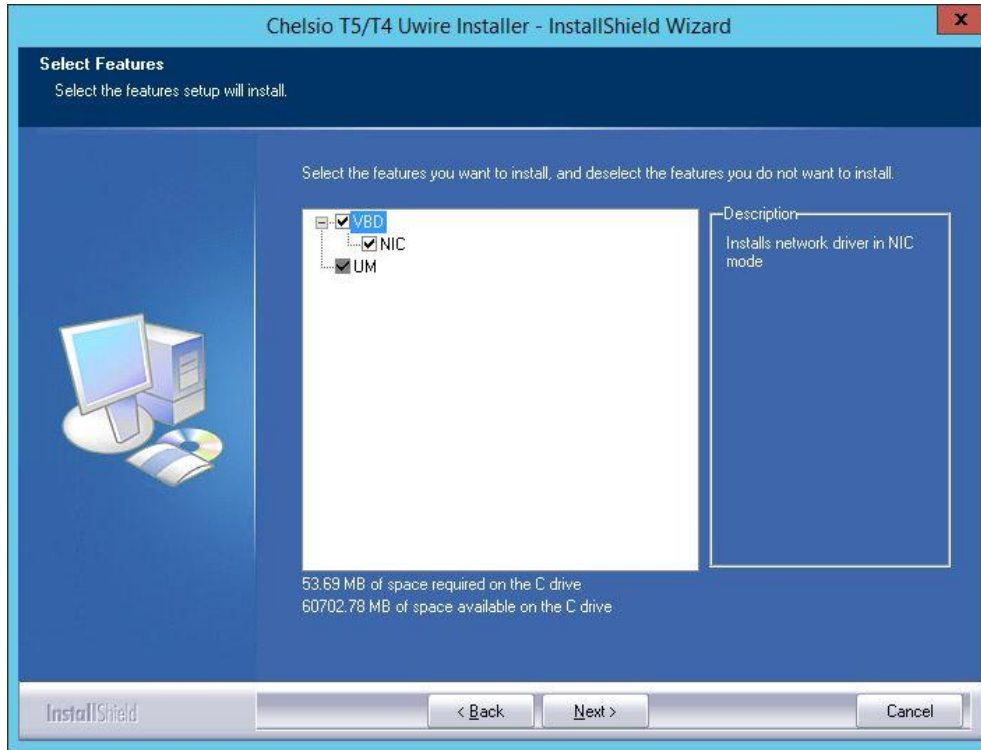 Chelsio T5/T4 Uwire Installer - InstallShield Wizard
x
Select Features
Select the features setup will install.
Select the features you want to install, and deselect the features you do not want to install.
VBD
NIC
UM
Description
Installs network driver in NIC
mode
53.69 MB of space required on the C drive
60702.78 MB of space available on the C drive
InstallShield
< Back
Next >
Cancel